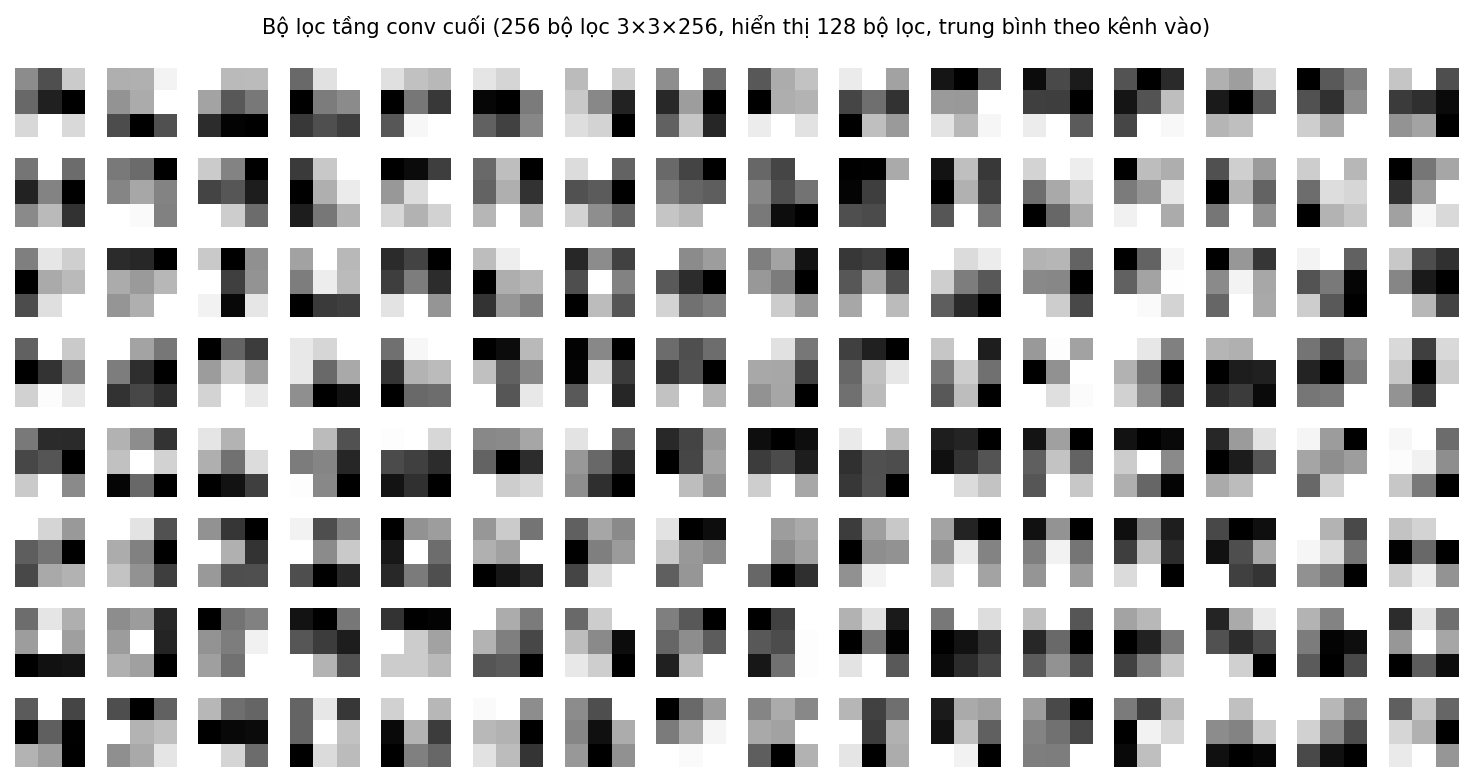 Bộ lọc tầng conv cuối (256 bộ lọc 3×3×256, hiển thị 128 bộ lọc, trung bình theo kênh vào)